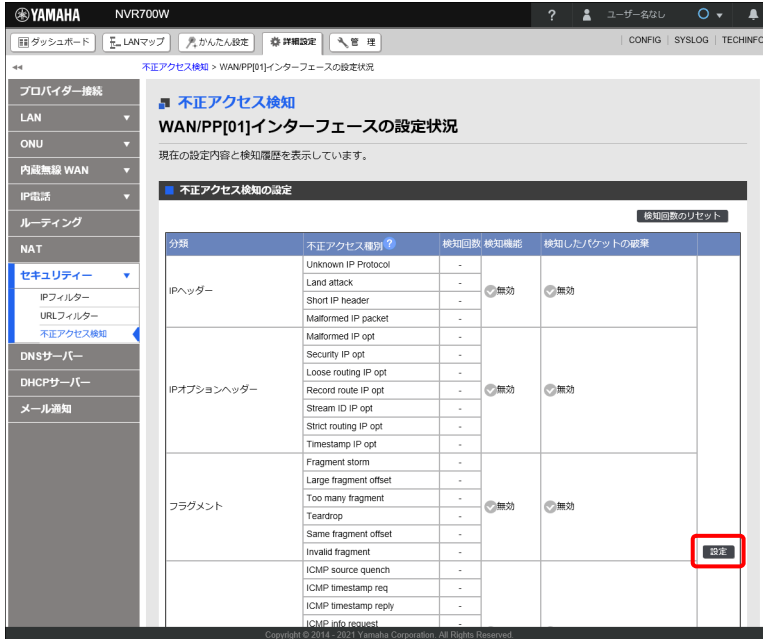 YAMAHA NVR700W ? ユーザー名なし
ダッシュボード LANマップ かんたん設定 詳細設定 管 理 CONFIG SYSLOG TECHINFO
不正アクセス検知 > WAN/PP[01]インターフェースの設定状況
プロバイダー接続
LAN
ONU
内蔵無線 WAN
IP電話
ルーティング
NAT
セキュリティー
IPフィルター
URLフィルター
不正アクセス検知
DNSサーバー
DHCPサーバー
メール通知
不正アクセス検知
WAN/PP[01]インターフェースの設定状況
現在の設定内容と検知履歴を表示しています。
不正アクセス検知の設定
検知回数のリセット
分類 不正アクセス種別 ? 検知回数 検知機能 検知したパケットの破棄
IPヘッダー
Unknown IP Protocol -
Land attack -
Short IP header -
Malformed IP packet -
無効 無効
IPオプションヘッダー
Malformed IP opt -
Security IP opt -
Loose routing IP opt -
Record route IP opt -
Stream ID IP opt -
Strict routing IP opt -
Timestamp IP opt -
無効 無効
フラグメント
Fragment storm -
Large fragment offset -
Too many fragment -
Teardrop -
Same fragment offset -
Invalid fragment -
無効 無効
設定
ICMP source quench -
ICMP timestamp req -
ICMP timestamp reply -
ICMP info request -
Copyright © 2014 - 2021 Yamaha Corporation. All Rights Reserved.